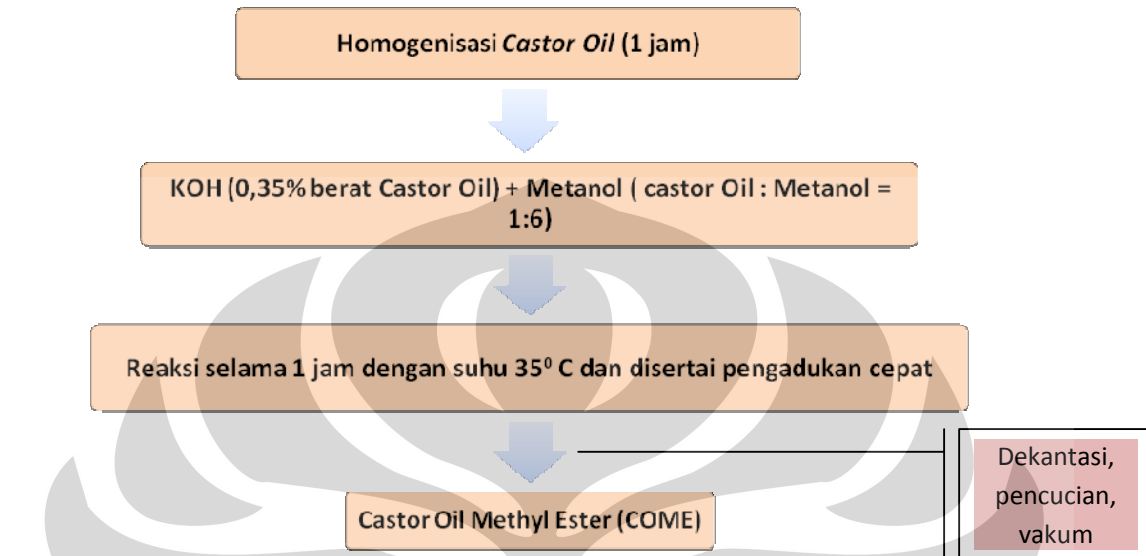 Homogenisasi Castor Oil (1 jam)
KOH (0,35% berat Castor Oil) + Metanol ( castor Oil : Metanol =
1:6)
Reaksi selama 1 jam dengan suhu 35⁰ C dan disertai pengadukan cepat
Dekantasi,
pencucian,
vakum
Castor Oil Methyl Ester (COME)